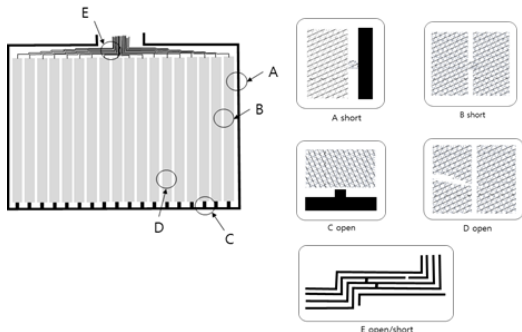 E
A
B
D
C
A short
B short
C open
D open
E open/short